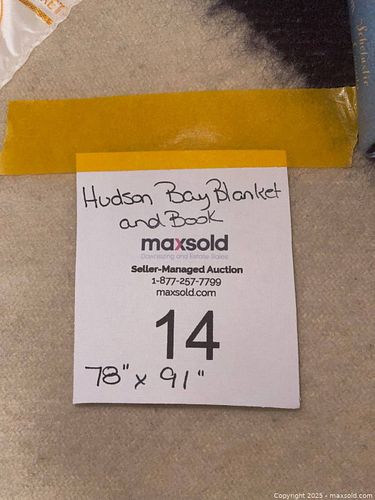 Scholastic
Hudson Bay Blanket
and Book
maxsold
Downsizing and Estate Sales
Seller-Managed Auction
1-877-257-7799
maxsold.com
14
78" x 91"
Copyright 2025 - maxsold.com